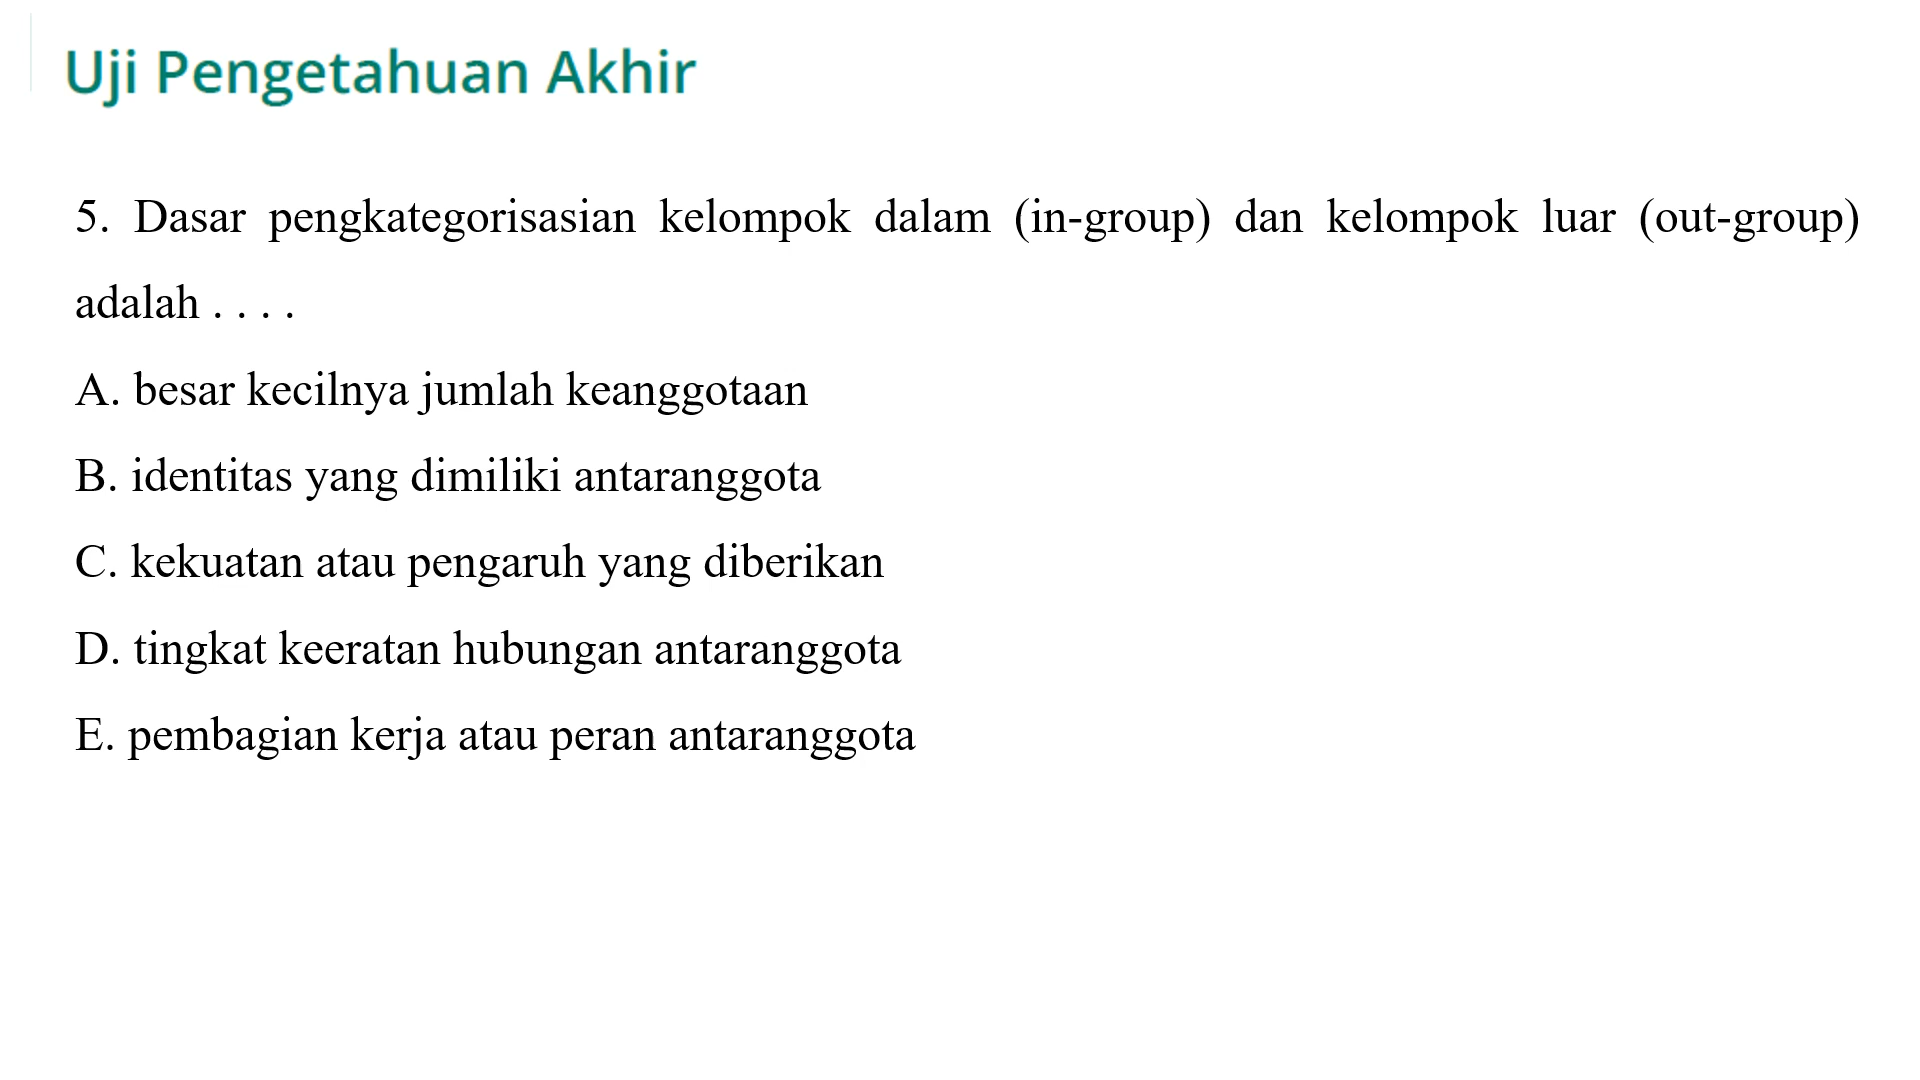 Uji Pengetahuan Akhir
5. Dasar pengkategorisasian kelompok dalam (in-group) dan kelompok luar (out-group)
adalah . . . .
A. besar kecilnya jumlah keanggotaan
B. identitas yang dimiliki antaranggota
C. kekuatan atau pengaruh yang diberikan
D. tingkat keeratan hubungan antaranggota
E. pembagian kerja atau peran antaranggota